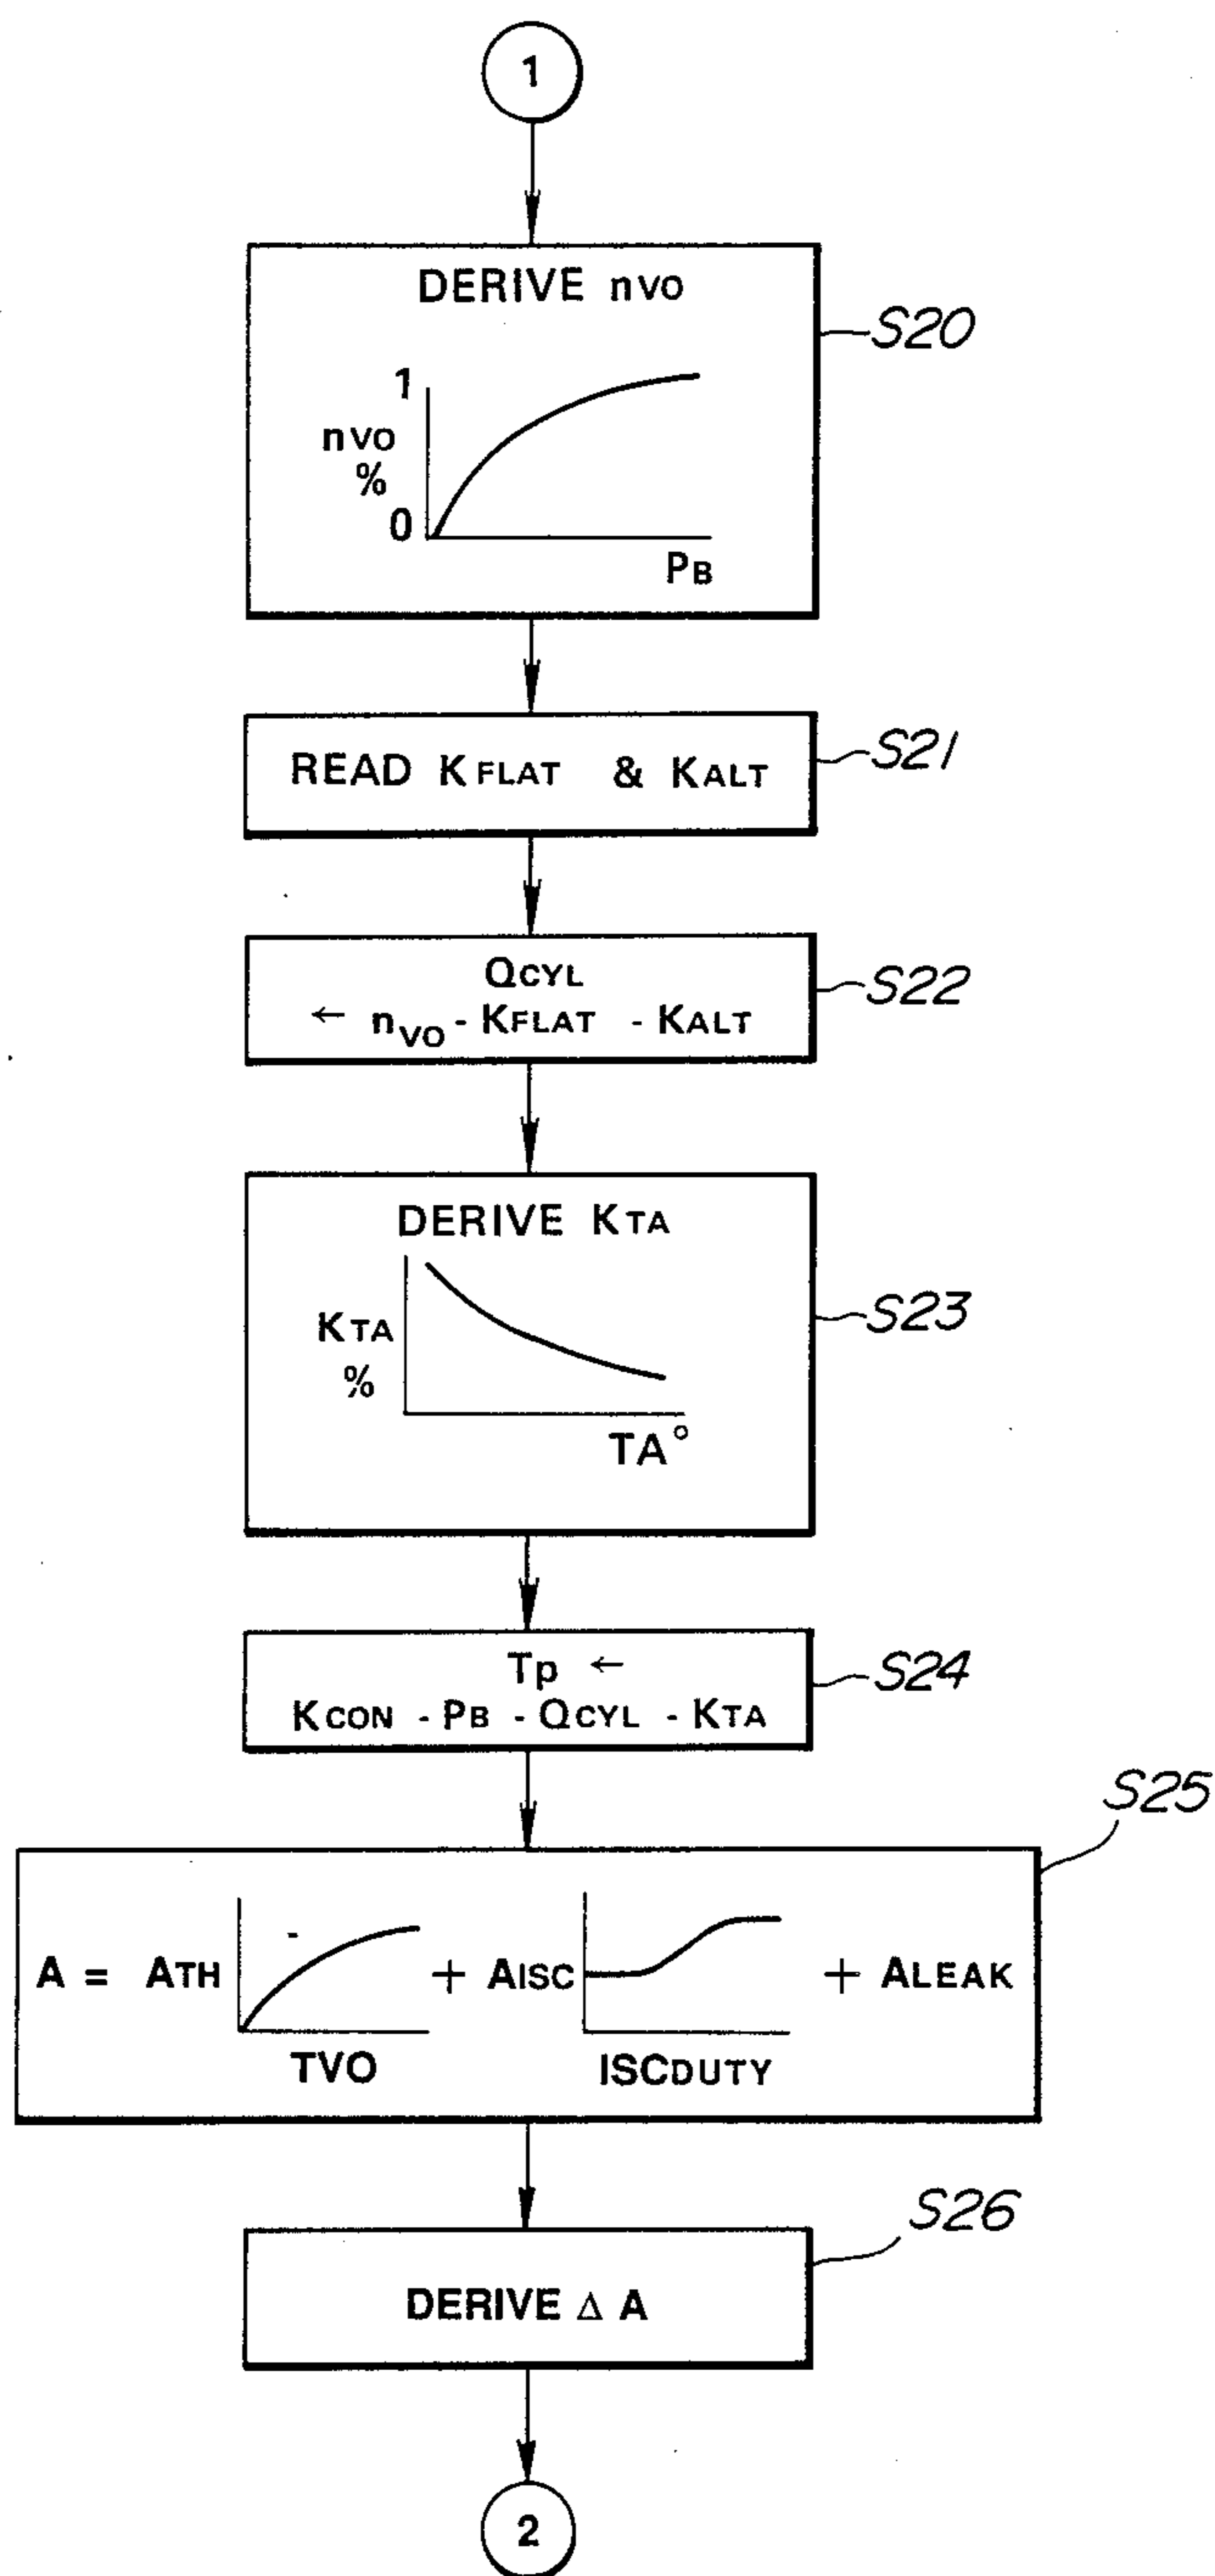 1
DERIVE nVO
S20
1
nVO
%
0
PB
READ KFLAT & KALT
S21
QCYL
← nVO - KFLAT - KALT
S22
DERIVE KTA
S23
KTA
%
TA°
TP ←
KCON - PB - QCYL - KTA
S24
S25
A = ATH + AISC + ALEAK
TVO ISCDUTY
S26
DERIVE Δ A
2